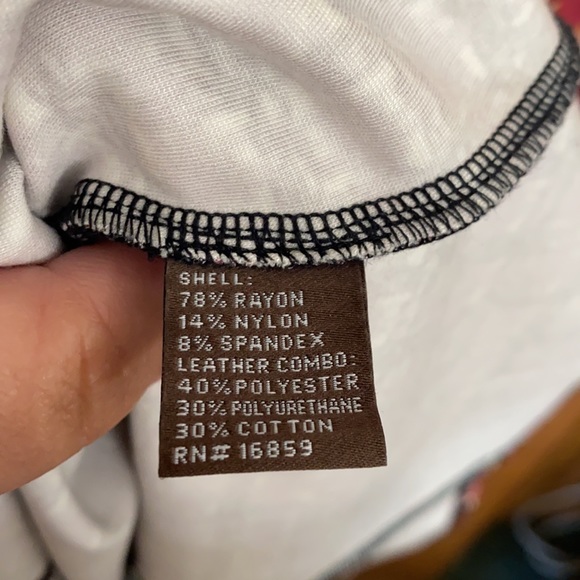 SHELL:
78% RAYON
14% NYLON
8% SPANDEX
LEATHER COMBO:
40%POLYESTER
30% POLYURETHANE
30% COTTON
RN# 16859